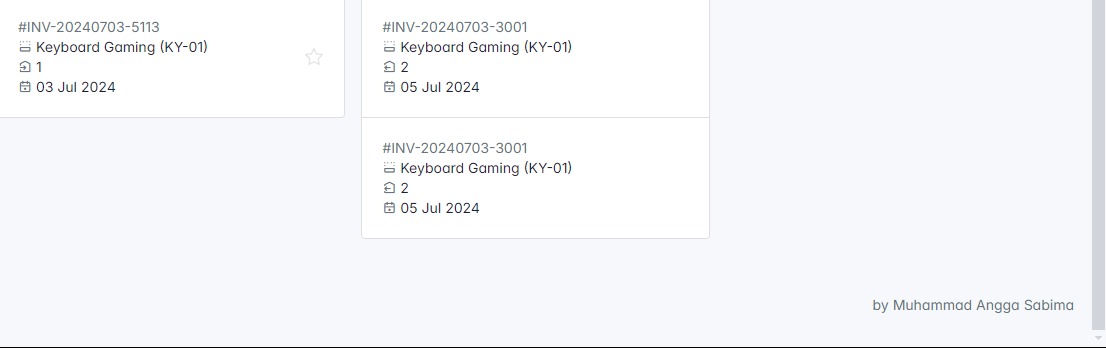 #INV-20240703-5113
Keyboard Gaming (KY-01)
1
03 Jul 2024
#INV-20240703-3001
Keyboard Gaming (KY-01)
2
05 Jul 2024
#INV-20240703-3001
Keyboard Gaming (KY-01)
2
05 Jul 2024
by Muhammad Angga Sabima